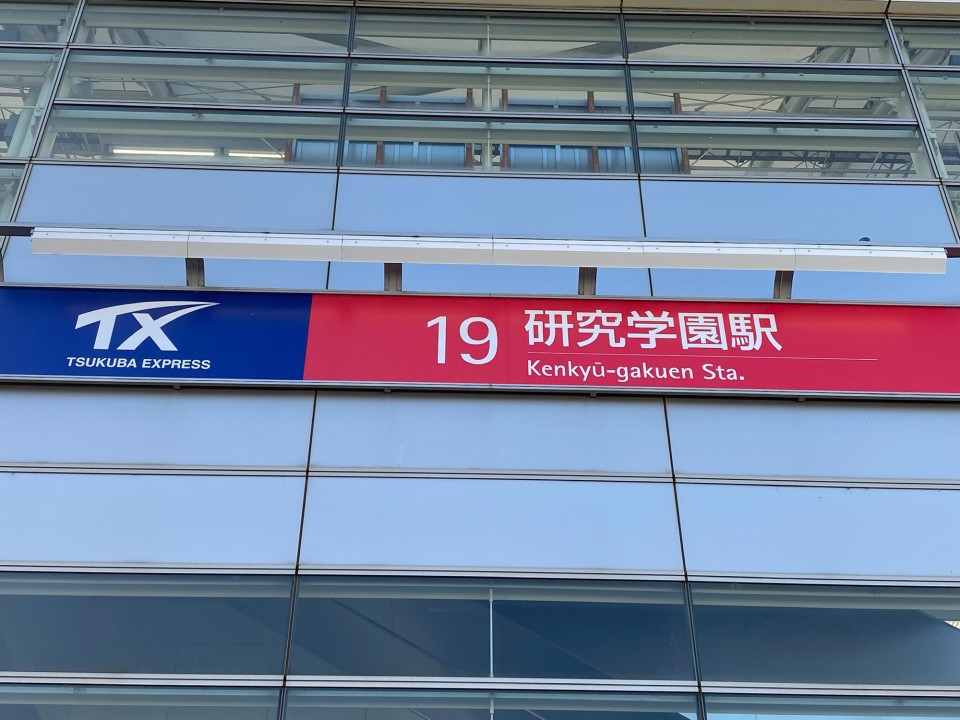 TX
TSUKUBA EXPRESS
19 研究学園駅
Kenkyū-gakuen Sta.